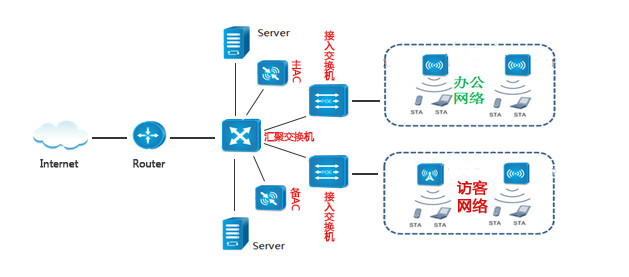 Server
接入交换机
主AC
POE
办公
网络
STA
STA
STA
STA
汇聚交换机
Internet
Router
POE
访客
网络
备AC
接入交换机
STA
STA
STA
STA
Server